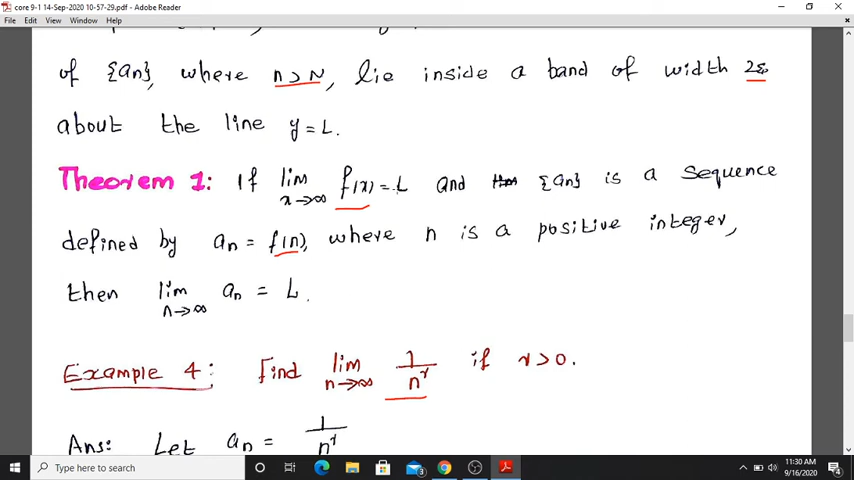 core 9-1 14-Sep-2020 10-57-29.pdf - Adobe Reader
File Edit View Window Help
of {an}, where n>N, lie inside a band of width 2ε
about the line y=L.
Theorem 1: If lim x→∞ f(x)=L and {an} is a sequence
defined by an = f(n), where n is a positive integer,
then lim n→∞ an = L.
Example 4: Find lim n→∞ 1/n^r if r>0.
Ans: Let an = 1/n^r
Type here to search
3
11:30 AM
9/16/2020
4